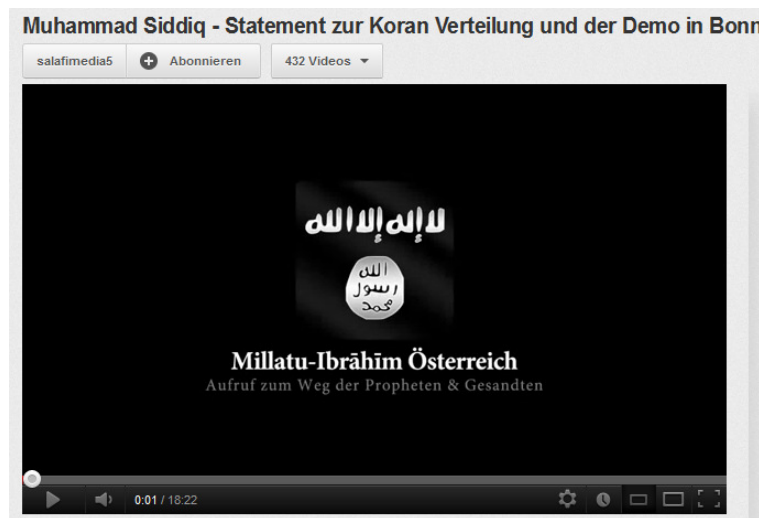 Muhammad Siddiq - Statement zur Koran Verteilung und der Demo in Bonn
salafimedia5 Abonnieren 432 Videos
لا إله إلا الله
الله
رسول
محمد
Millatu-Ibrāhīm Österreich
Aufruf zum Weg der Propheten & Gesandten
0:01 / 18:22